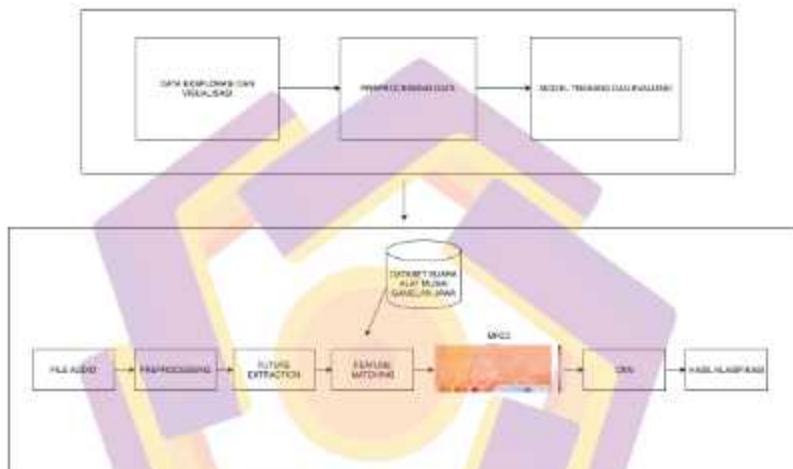 DATA EKSPLORASI DAN
VISUALISASI
PREPROCESSING DATA
MODEL TRAINING DAN EVALUASI
DATASET SUARA
ALAT MUSIK
GAMELAN JAWA
MFCC
FILE AUDIO
PREPROCESSING
FUTURE
EXTRACTION
FEATURE
MATCHING
CNN
HASIL KLASIFIKASI